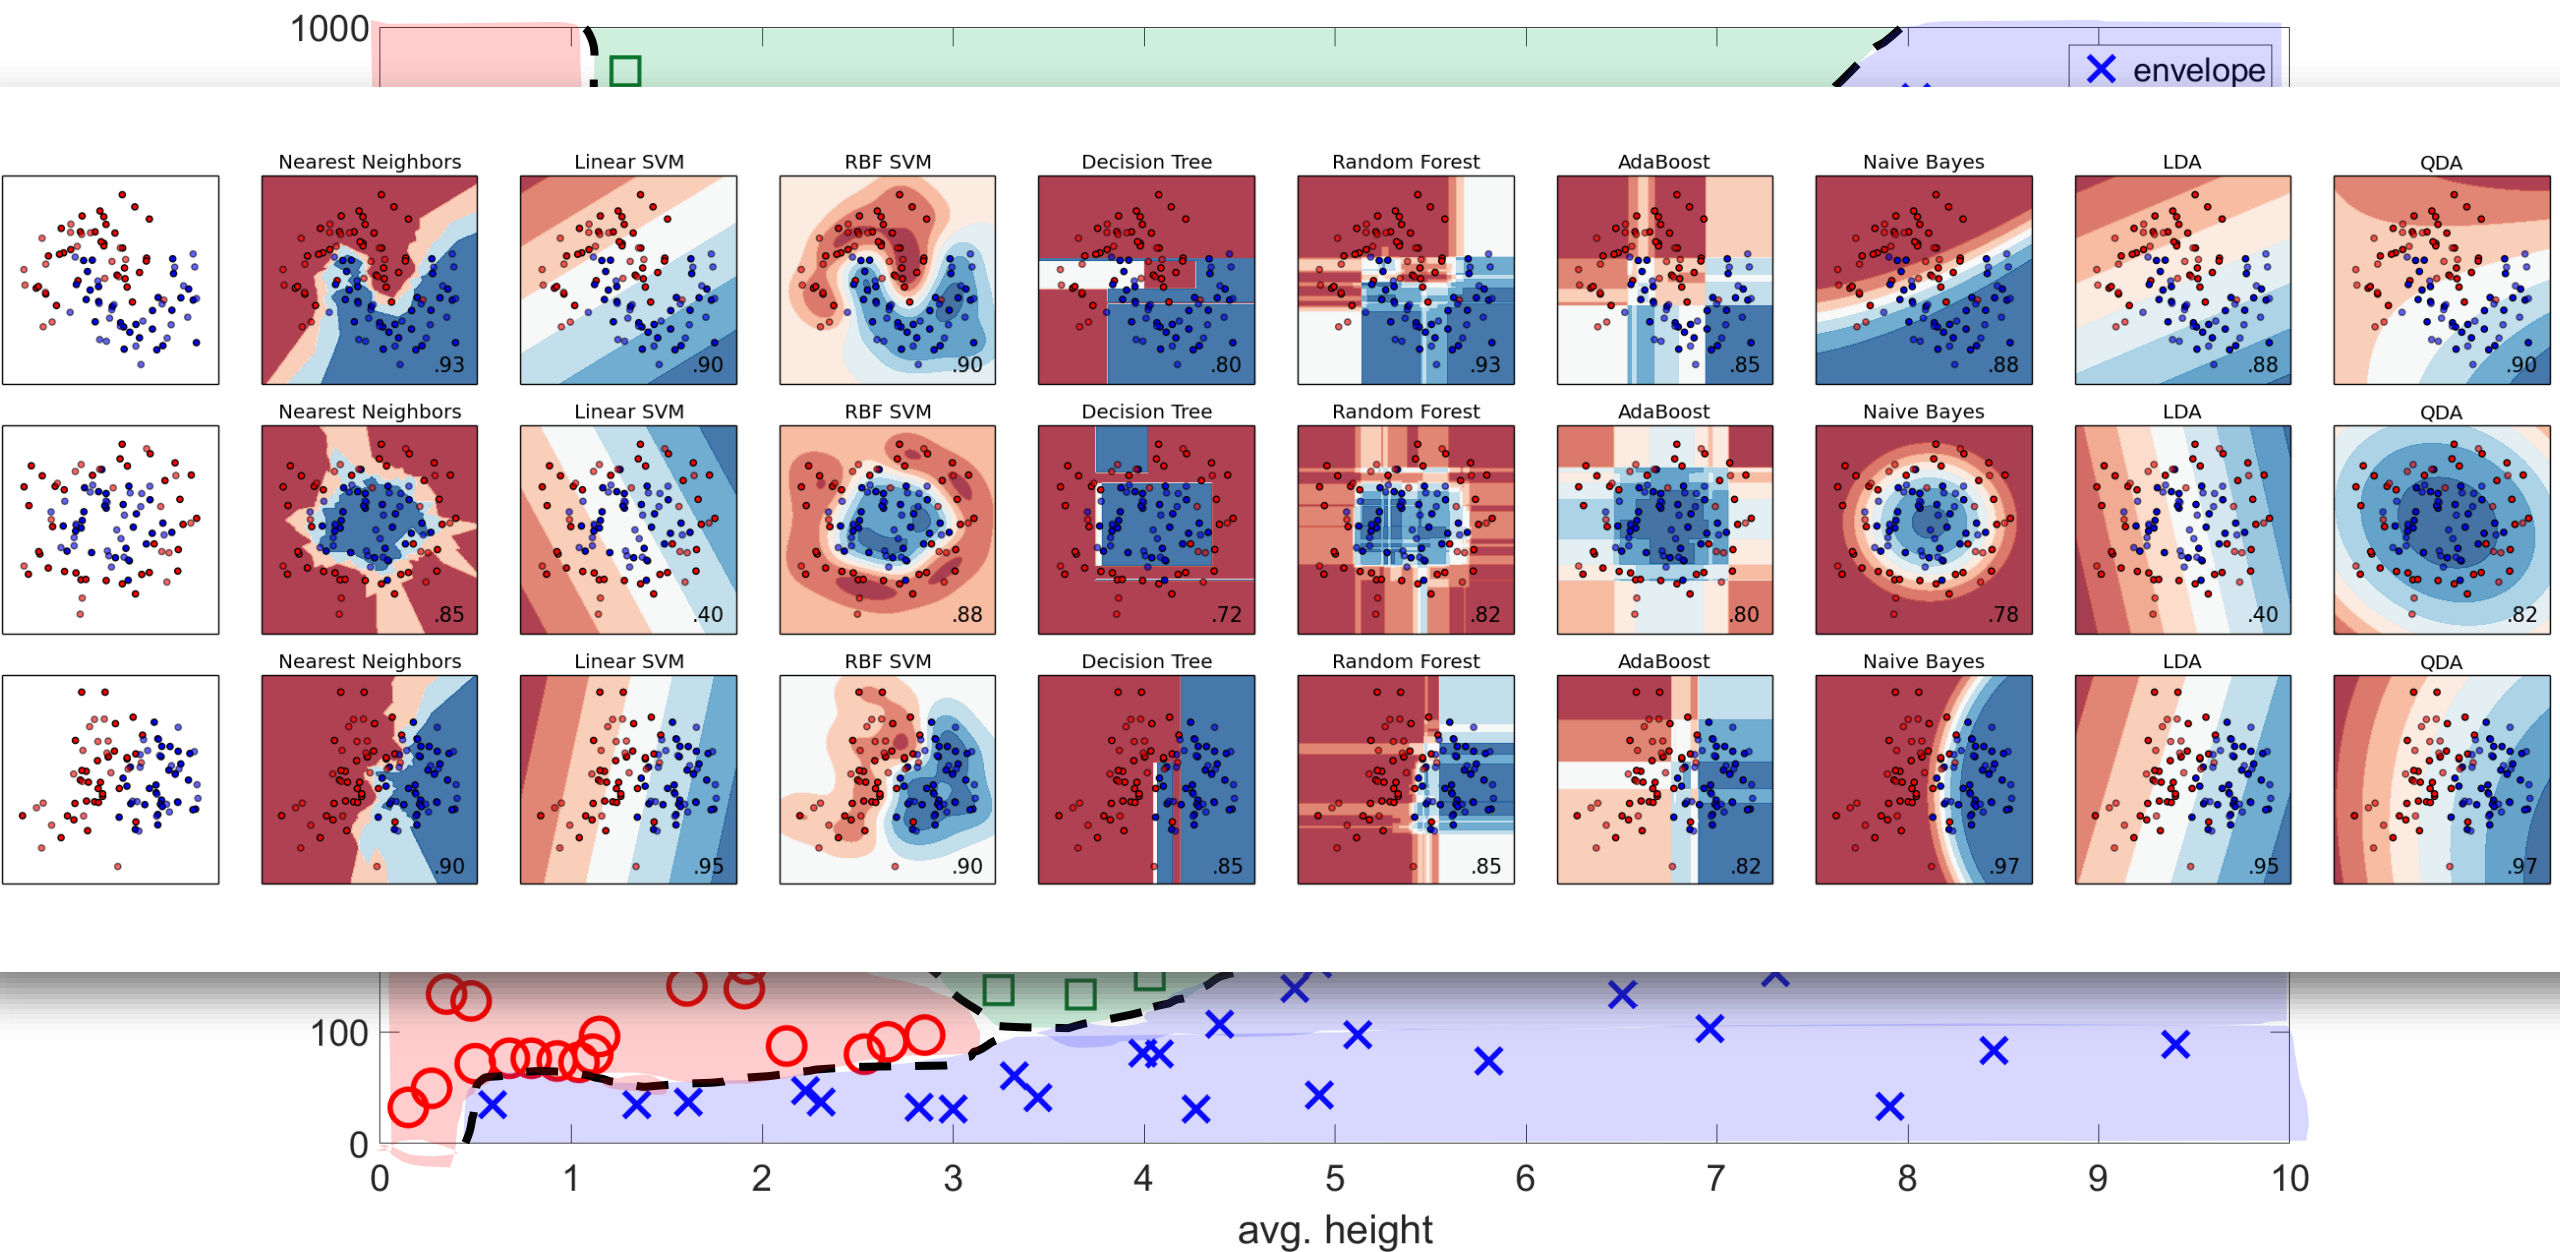 1000
envelope
Nearest Neighbors Linear SVM RBF SVM Decision Tree Random Forest AdaBoost Naive Bayes LDA QDA
.93 .90 .90 .80 .93 .85 .88 .88 .90
Nearest Neighbors Linear SVM RBF SVM Decision Tree Random Forest AdaBoost Naive Bayes LDA QDA
.85 .40 .88 .72 .82 .80 .78 .40 .82
Nearest Neighbors Linear SVM RBF SVM Decision Tree Random Forest AdaBoost Naive Bayes LDA QDA
.90 .95 .90 .85 .85 .82 .97 .95 .97
100
0
0 1 2 3 4 5 6 7 8 9 10
avg. height